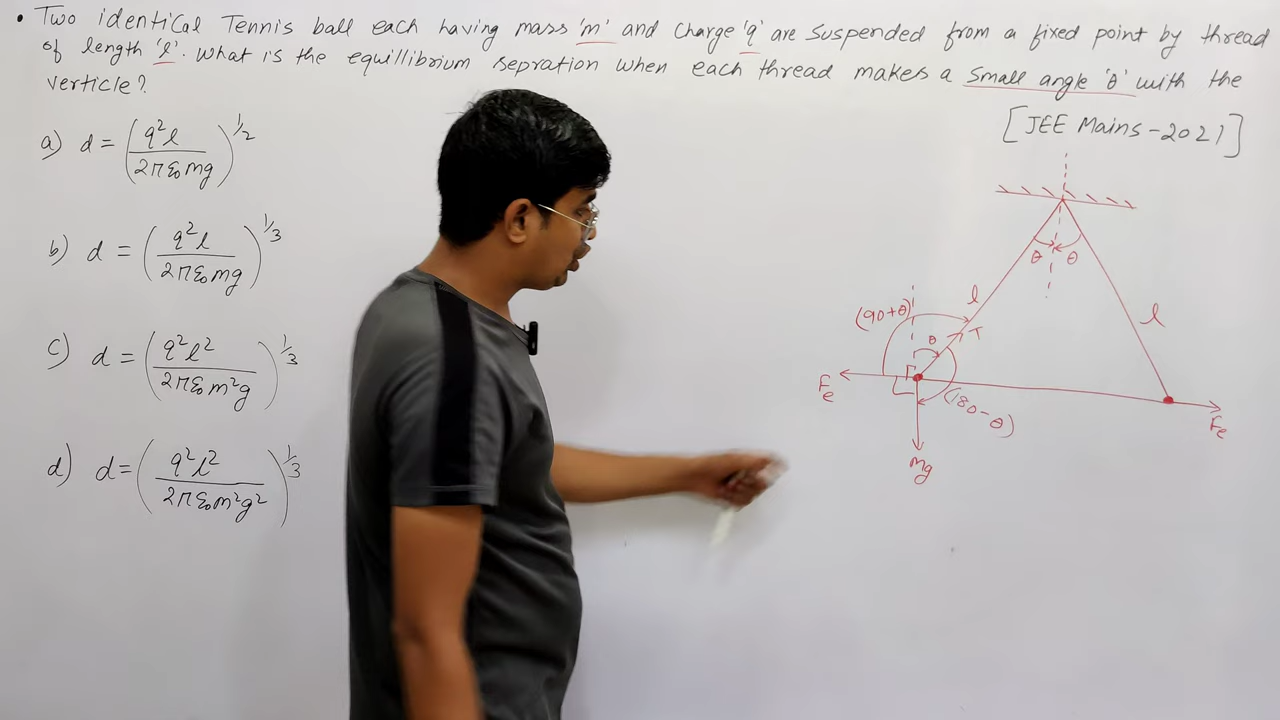 • Two identical Tennis ball each having mass 'm' and charge 'q' are suspended from a fixed point by thread
of length 'l'. What is the equillibrium sepration when each thread makes a small angle 'θ' with the
verticle?
[JEE Mains-2021]
a) d = (q²l / 2πε₀mg)^1/2
b) d = (q²l / 2πε₀mg)^1/3
c) d = (q²l² / 2πε₀m²g)^1/3
d) d = (q²l² / 2πε₀m²g²)^1/3
θ θ
l l
(90+θ)
θ T
Fe
(180-θ)
Fe
mg